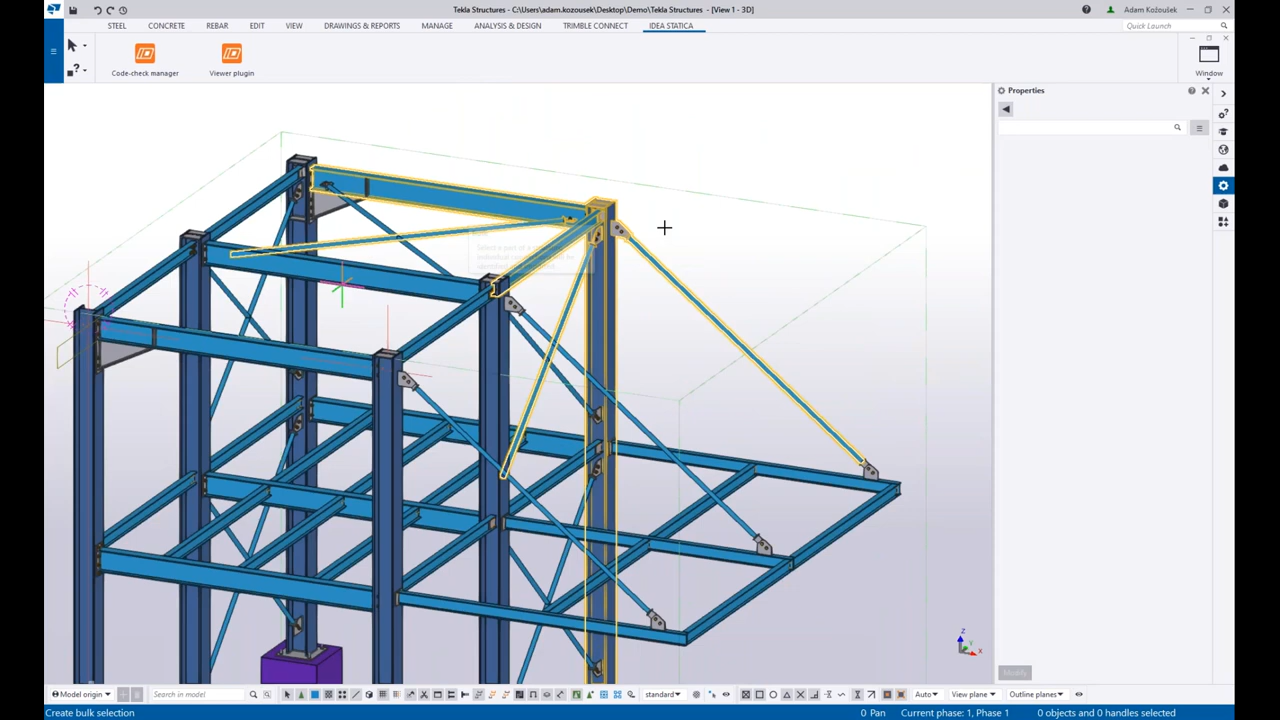 Tekla Structures - C:\Users\adam.kozousek\Desktop\Demo\Tekla Structures - [View 1 - 3D]
Adam Kožoušek
STEEL CONCRETE REBAR EDIT VIEW DRAWINGS & REPORTS MANAGE ANALYSIS & DESIGN TRIMBLE CONNECT IDEA STATICA
Quick Launch
Code-check manager
Viewer plugin
Window
Properties
Z
Y
X
Modify
Model origin
Search in model
standard
Auto
View plane
Outline planes
Create bulk selection
0 Pan
Current phase: 1, Phase 1
0 objects and 0 handles selected